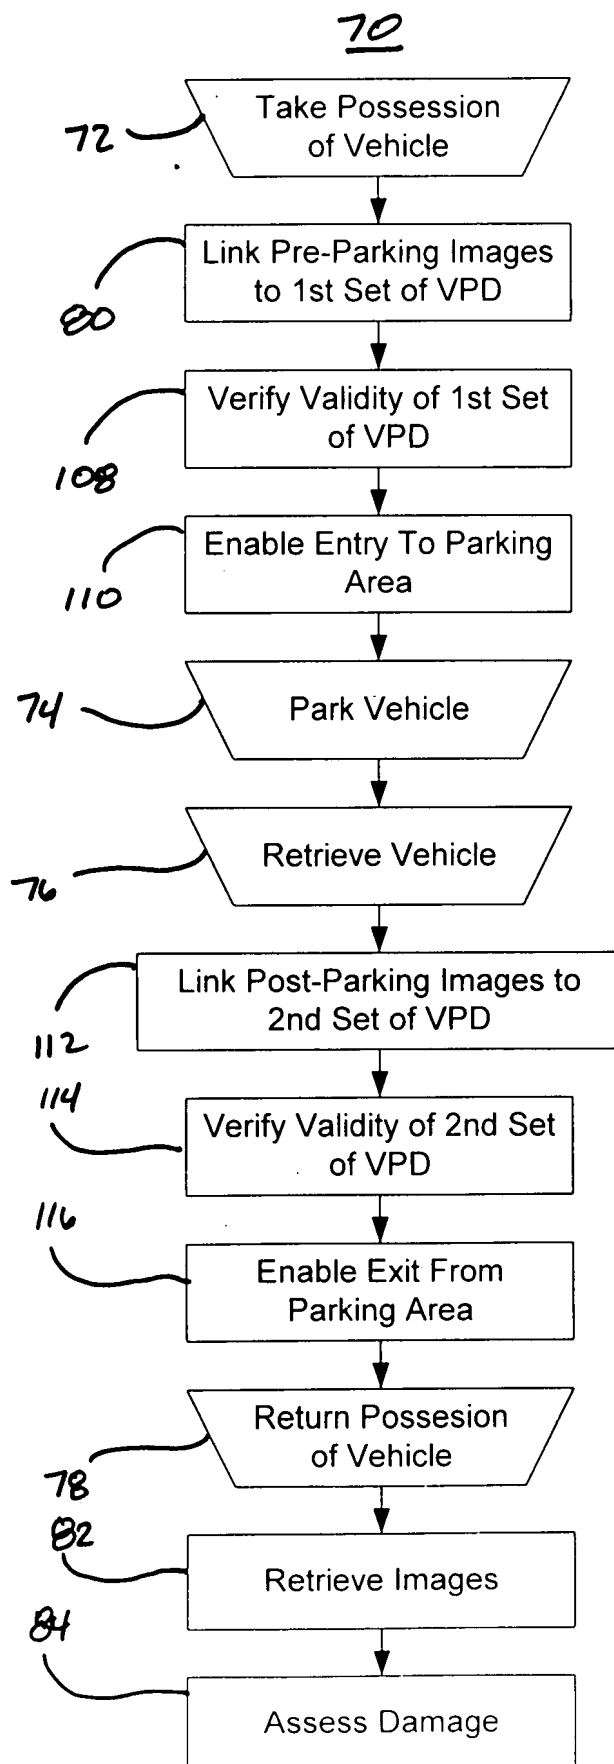 70
72
Take Possession
of Vehicle
80
Link Pre-Parking Images
to 1st Set of VPD
108
Verify Validity of 1st Set
of VPD
110
Enable Entry To Parking
Area
74
Park Vehicle
76
Retrieve Vehicle
112
Link Post-Parking Images to
2nd Set of VPD
114
Verify Validity of 2nd Set
of VPD
116
Enable Exit From
Parking Area
78
Return Possesion
of Vehicle
82
Retrieve Images
84
Assess Damage